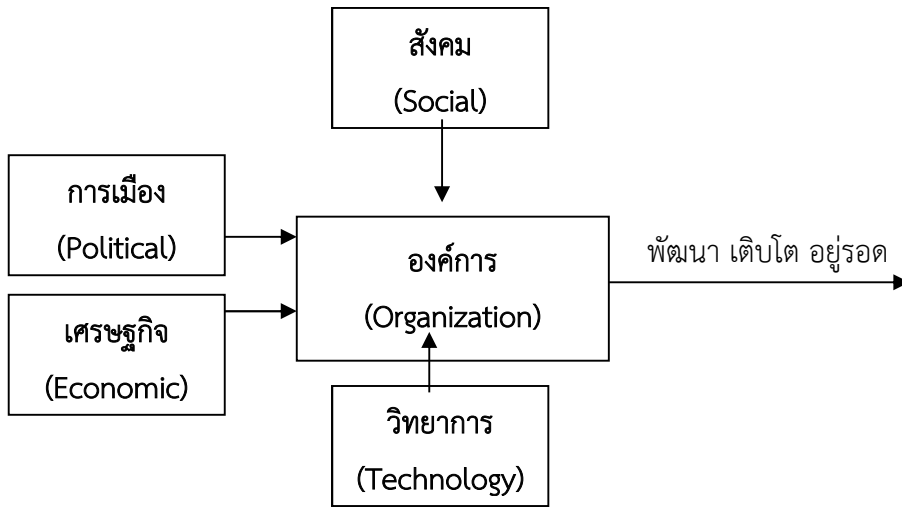 สังคม
(Social)
การเมือง
(Political)
องค์การ
(Organization)
พัฒนา เติบโต อยู่รอด
เศรษฐกิจ
(Economic)
วิทยาการ
(Technology)